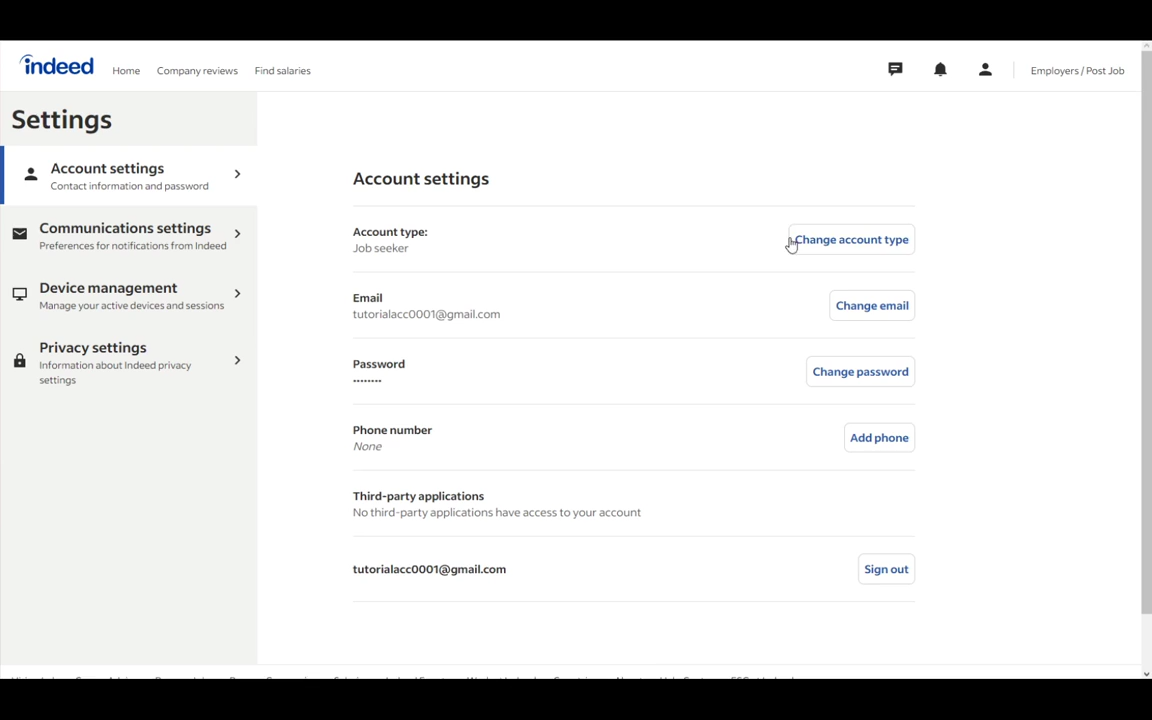 indeed
Home Company reviews Find salaries Employers / Post Job
Settings
Account settings
Contact information and password
Communications settings
Preferences for notifications from Indeed
Device management
Manage your active devices and sessions
Privacy settings
Information about Indeed privacy
settings
Account settings
Account type:
Job seeker
Change account type
Email
tutorialacc0001@gmail.com
Change email
Password
••••••••
Change password
Phone number
None
Add phone
Third-party applications
No third-party applications have access to your account
tutorialacc0001@gmail.com
Sign out